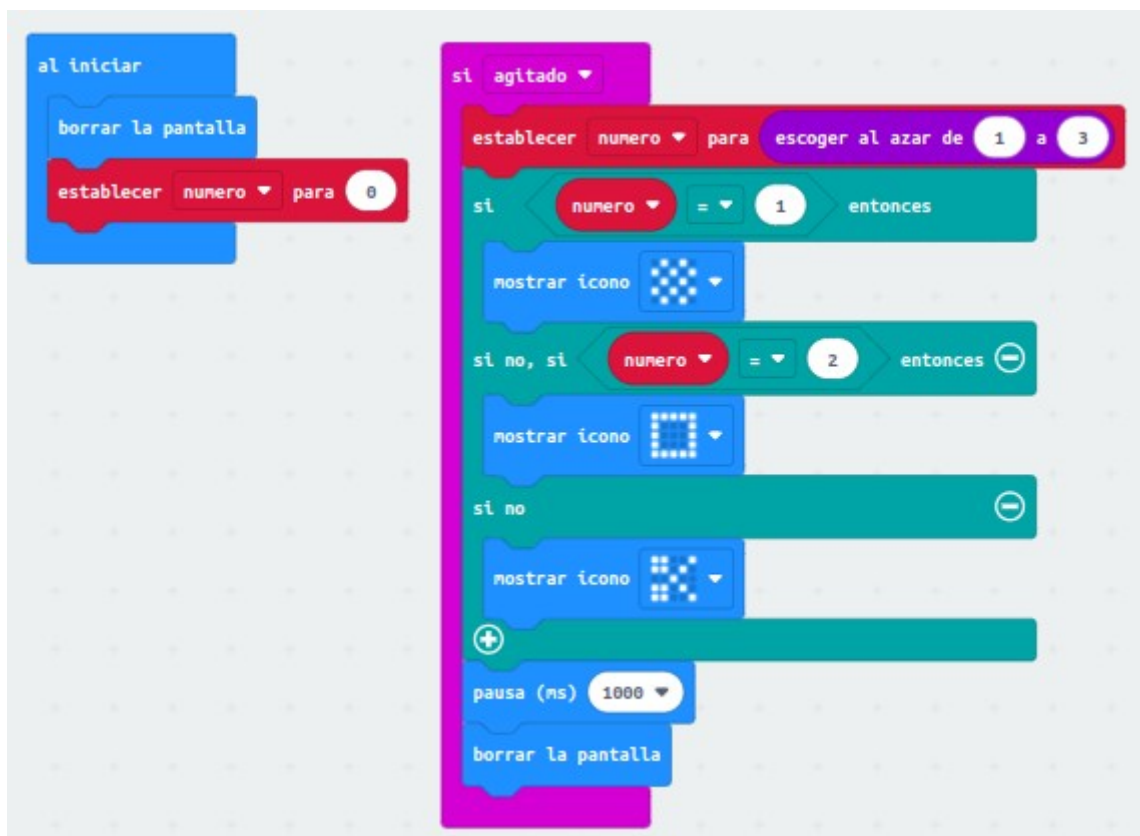 al iniciar
borrar la pantalla
establecer numero para 0
si agitado
establecer numero para escoger al azar de 1 a 3
si numero = 1 entonces
mostrar icono
si no, si numero = 2 entonces
mostrar icono
si no
mostrar icono
pausa (ms) 1000
borrar la pantalla